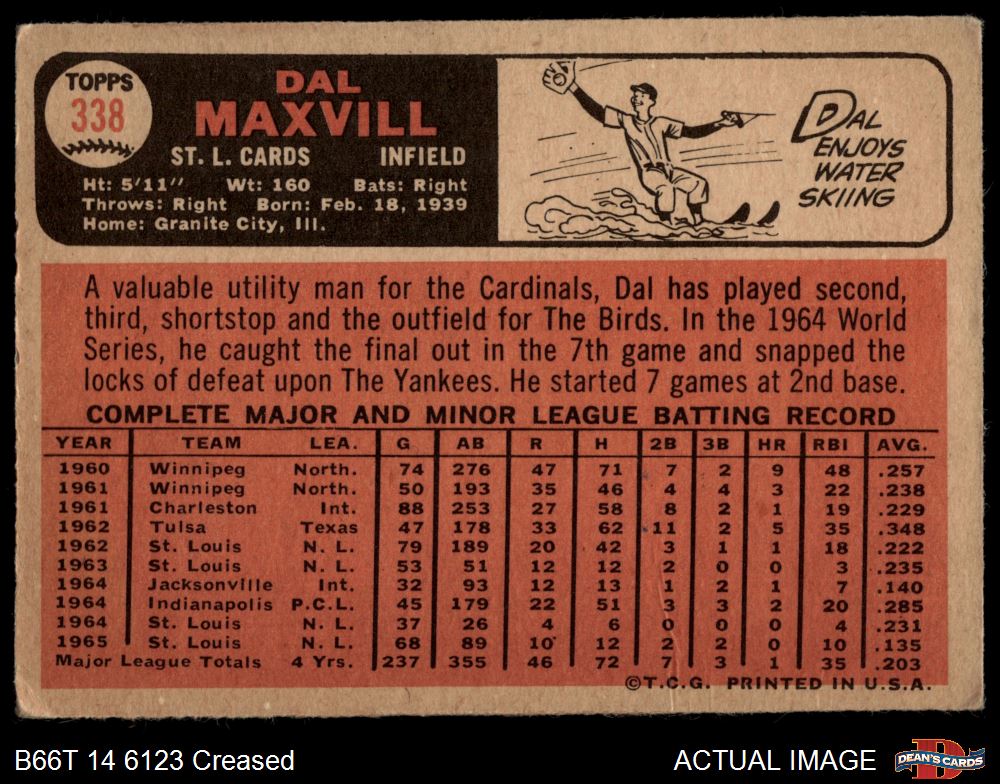 TOPPS
338
DAL
MAXVILL
ST. L. CARDS INFIELD
Ht: 5'11" Wt: 160 Bats: Right
Throws: Right Born: Feb. 18, 1939
Home: Granite City, Ill.
DAL
ENJOYS
WATER
SKIING
A valuable utility man for the Cardinals, Dal has played second,
third, shortstop and the outfield for The Birds. In the 1964 World
Series, he caught the final out in the 7th game and snapped the
locks of defeat upon The Yankees. He started 7 games at 2nd base.
COMPLETE MAJOR AND MINOR LEAGUE BATTING RECORD
YEAR TEAM LEA. G AB R H 2B 3B HR RBI AVG.
1960 Winnipeg North. 74 276 47 71 7 2 9 48 .257
1961 Winnipeg North. 50 193 35 46 4 4 3 22 .238
1961 Charleston Int. 88 253 27 58 8 2 1 19 .229
1962 Tulsa Texas 47 178 33 62 11 2 5 35 .348
1962 St. Louis N. L. 79 189 20 42 3 1 1 18 .222
1963 St. Louis N. L. 53 51 12 12 2 0 0 3 .235
1964 Jacksonville Int. 32 93 12 13 1 2 1 7 .140
1964 Indianapolis P.C.L. 45 179 22 51 3 3 2 20 .285
1964 St. Louis N. L. 37 26 4 6 0 0 0 4 .231
1965 St. Louis N. L. 68 89 10 12 2 2 0 10 .135
Major League Totals 4 Yrs. 237 355 46 72 7 3 1 35 .203
©T.C.G. PRINTED IN U.S.A.
B66T 14 6123 Creased ACTUAL IMAGE
DEAN'S CARDS